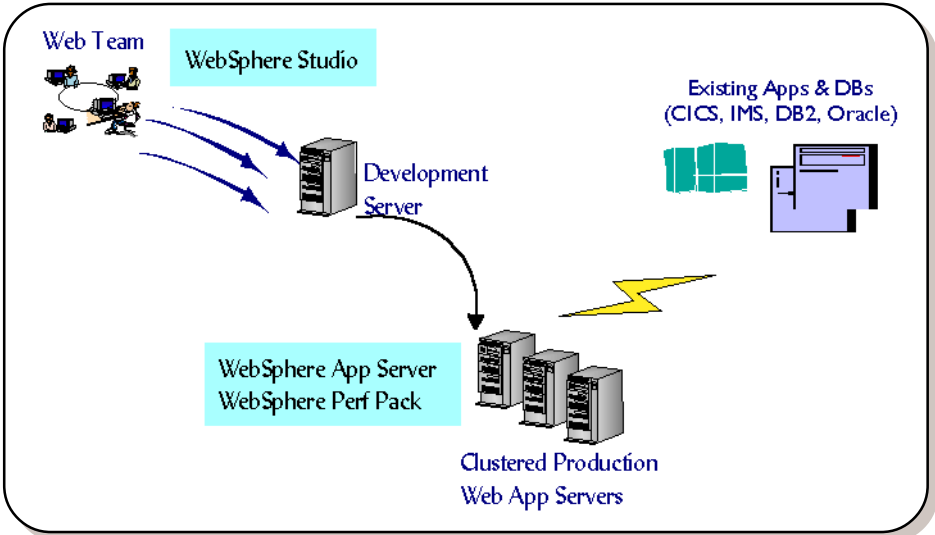 Web Team
WebSphere Studio
Existing Apps & DBs
(CICS, IMS, DB2, Oracle)
Development
Server
WebSphere App Server
WebSphere Perf Pack
Clustered Production
Web App Servers